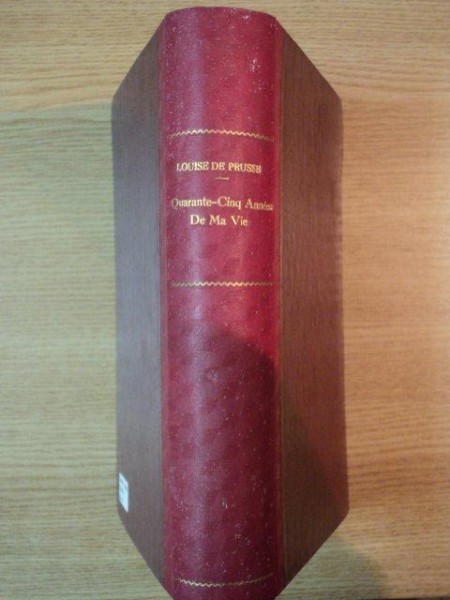 LOUISE DE PRUSSE
Quarante-Cinq Années
De Ma Vie